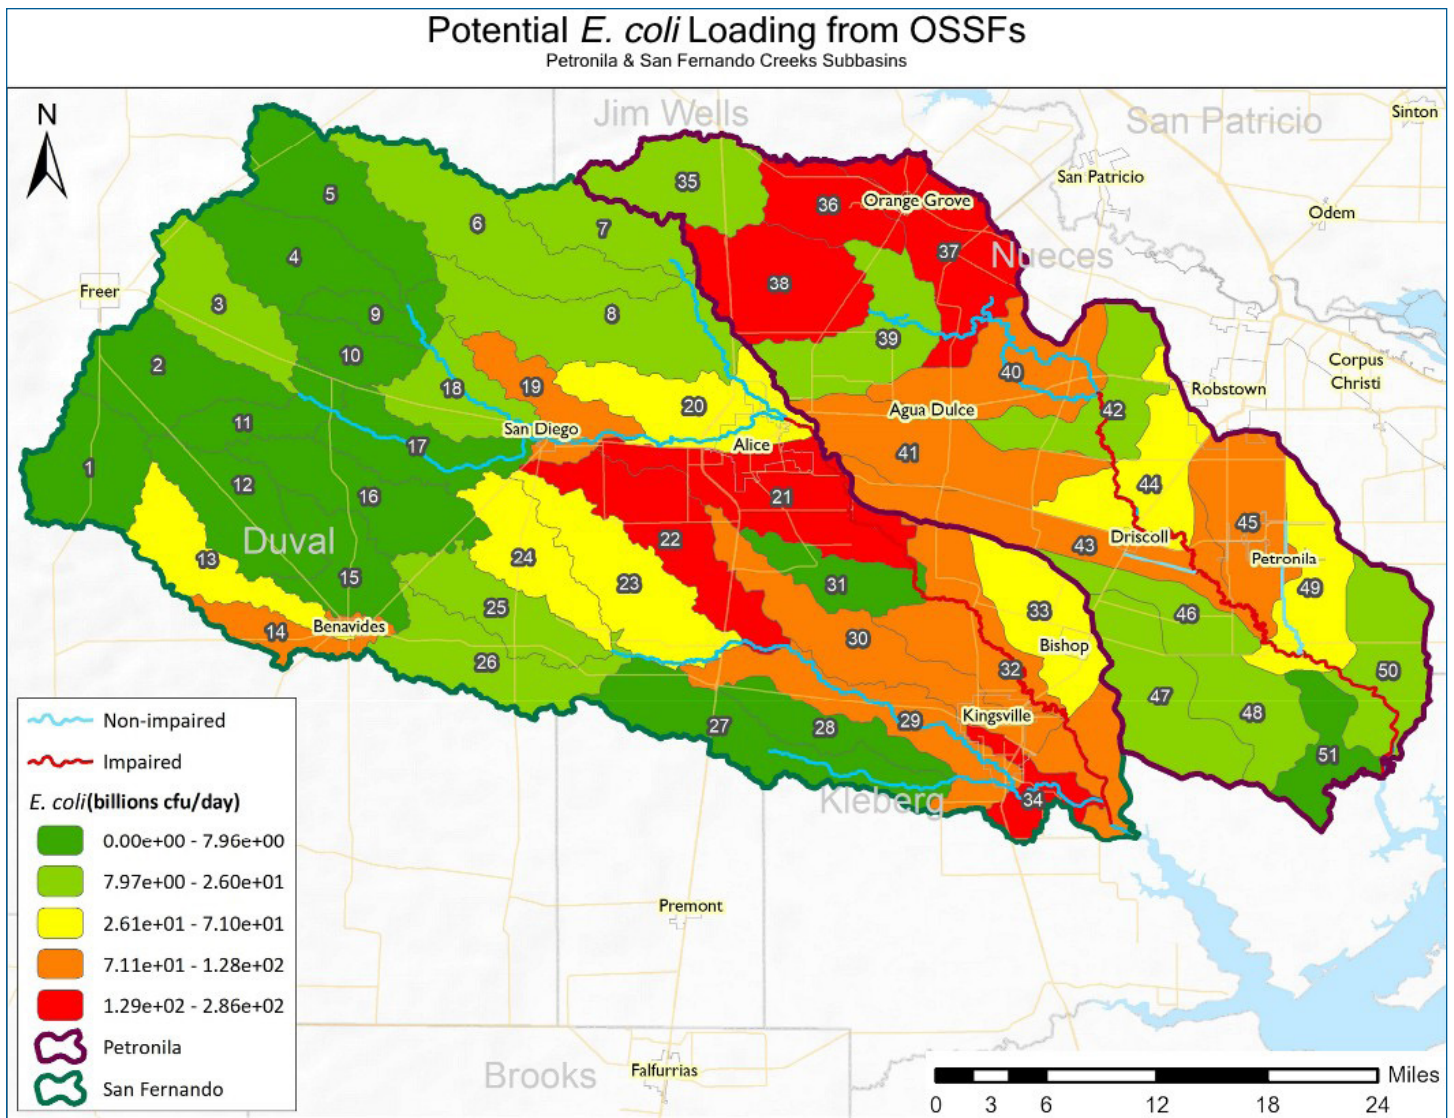 Potential E. coli Loading from OSSFs
Petronila & San Fernando Creeks Subbasins
N
Jim Wells
San Patricio
Sinton
San Patricio
Odem
Nueces
Orange Grove
Freer
Corpus
Christi
Robstown
Agua Dulce
San Diego
Alice
Duval
Driscoll
Petronila
Benavides
Bishop
Kingsville
Kleberg
Premont
Brooks
Falfurrias
1
2
3
4
5
6
7
8
9
10
11
12
13
14
15
16
17
18
19
20
21
22
23
24
25
26
27
28
29
30
31
32
33
34
35
36
37
38
39
40
41
42
43
44
45
46
47
48
49
50
51
Non-impaired
Impaired
E. coli(billions cfu/day)
0.00e+00 - 7.96e+00
7.97e+00 - 2.60e+01
2.61e+01 - 7.10e+01
7.11e+01 - 1.28e+02
1.29e+02 - 2.86e+02
Petronila
San Fernando
Miles
0 3 6 12 18 24